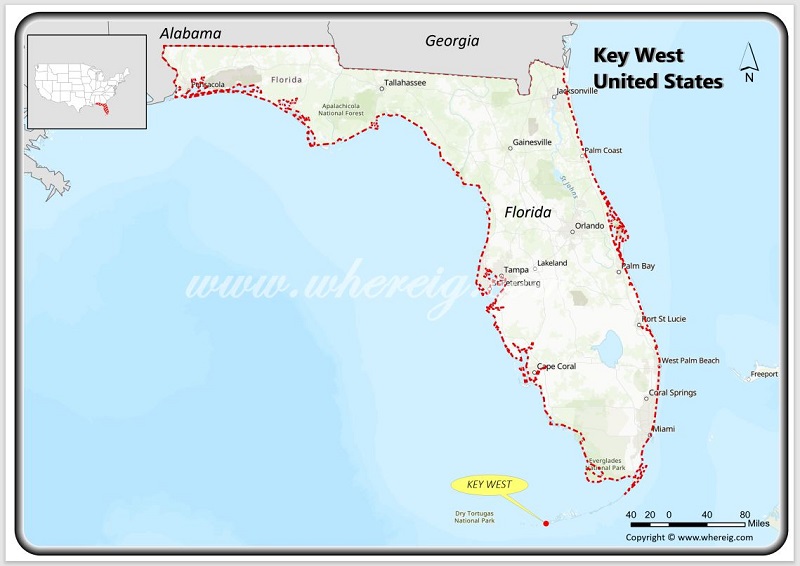 Alabama
Georgia
Key West
United States
N
Pensacola
Florida
Tallahassee
Jacksonville
Apalachicola
National Forest
Gainesville
Palm Coast
St Johns
Florida
Orlando
Tampa
Lakeland
Palm Bay
St. Petersburg
www.whereig.
Port St Lucie
Cape Coral
West Palm Beach
Freeport
Coral Springs
Miami
Everglades
National Park
KEY WEST
Dry Tortugas
National Park
40 20 0 40 80
Miles
Copyright © www.whereig.com